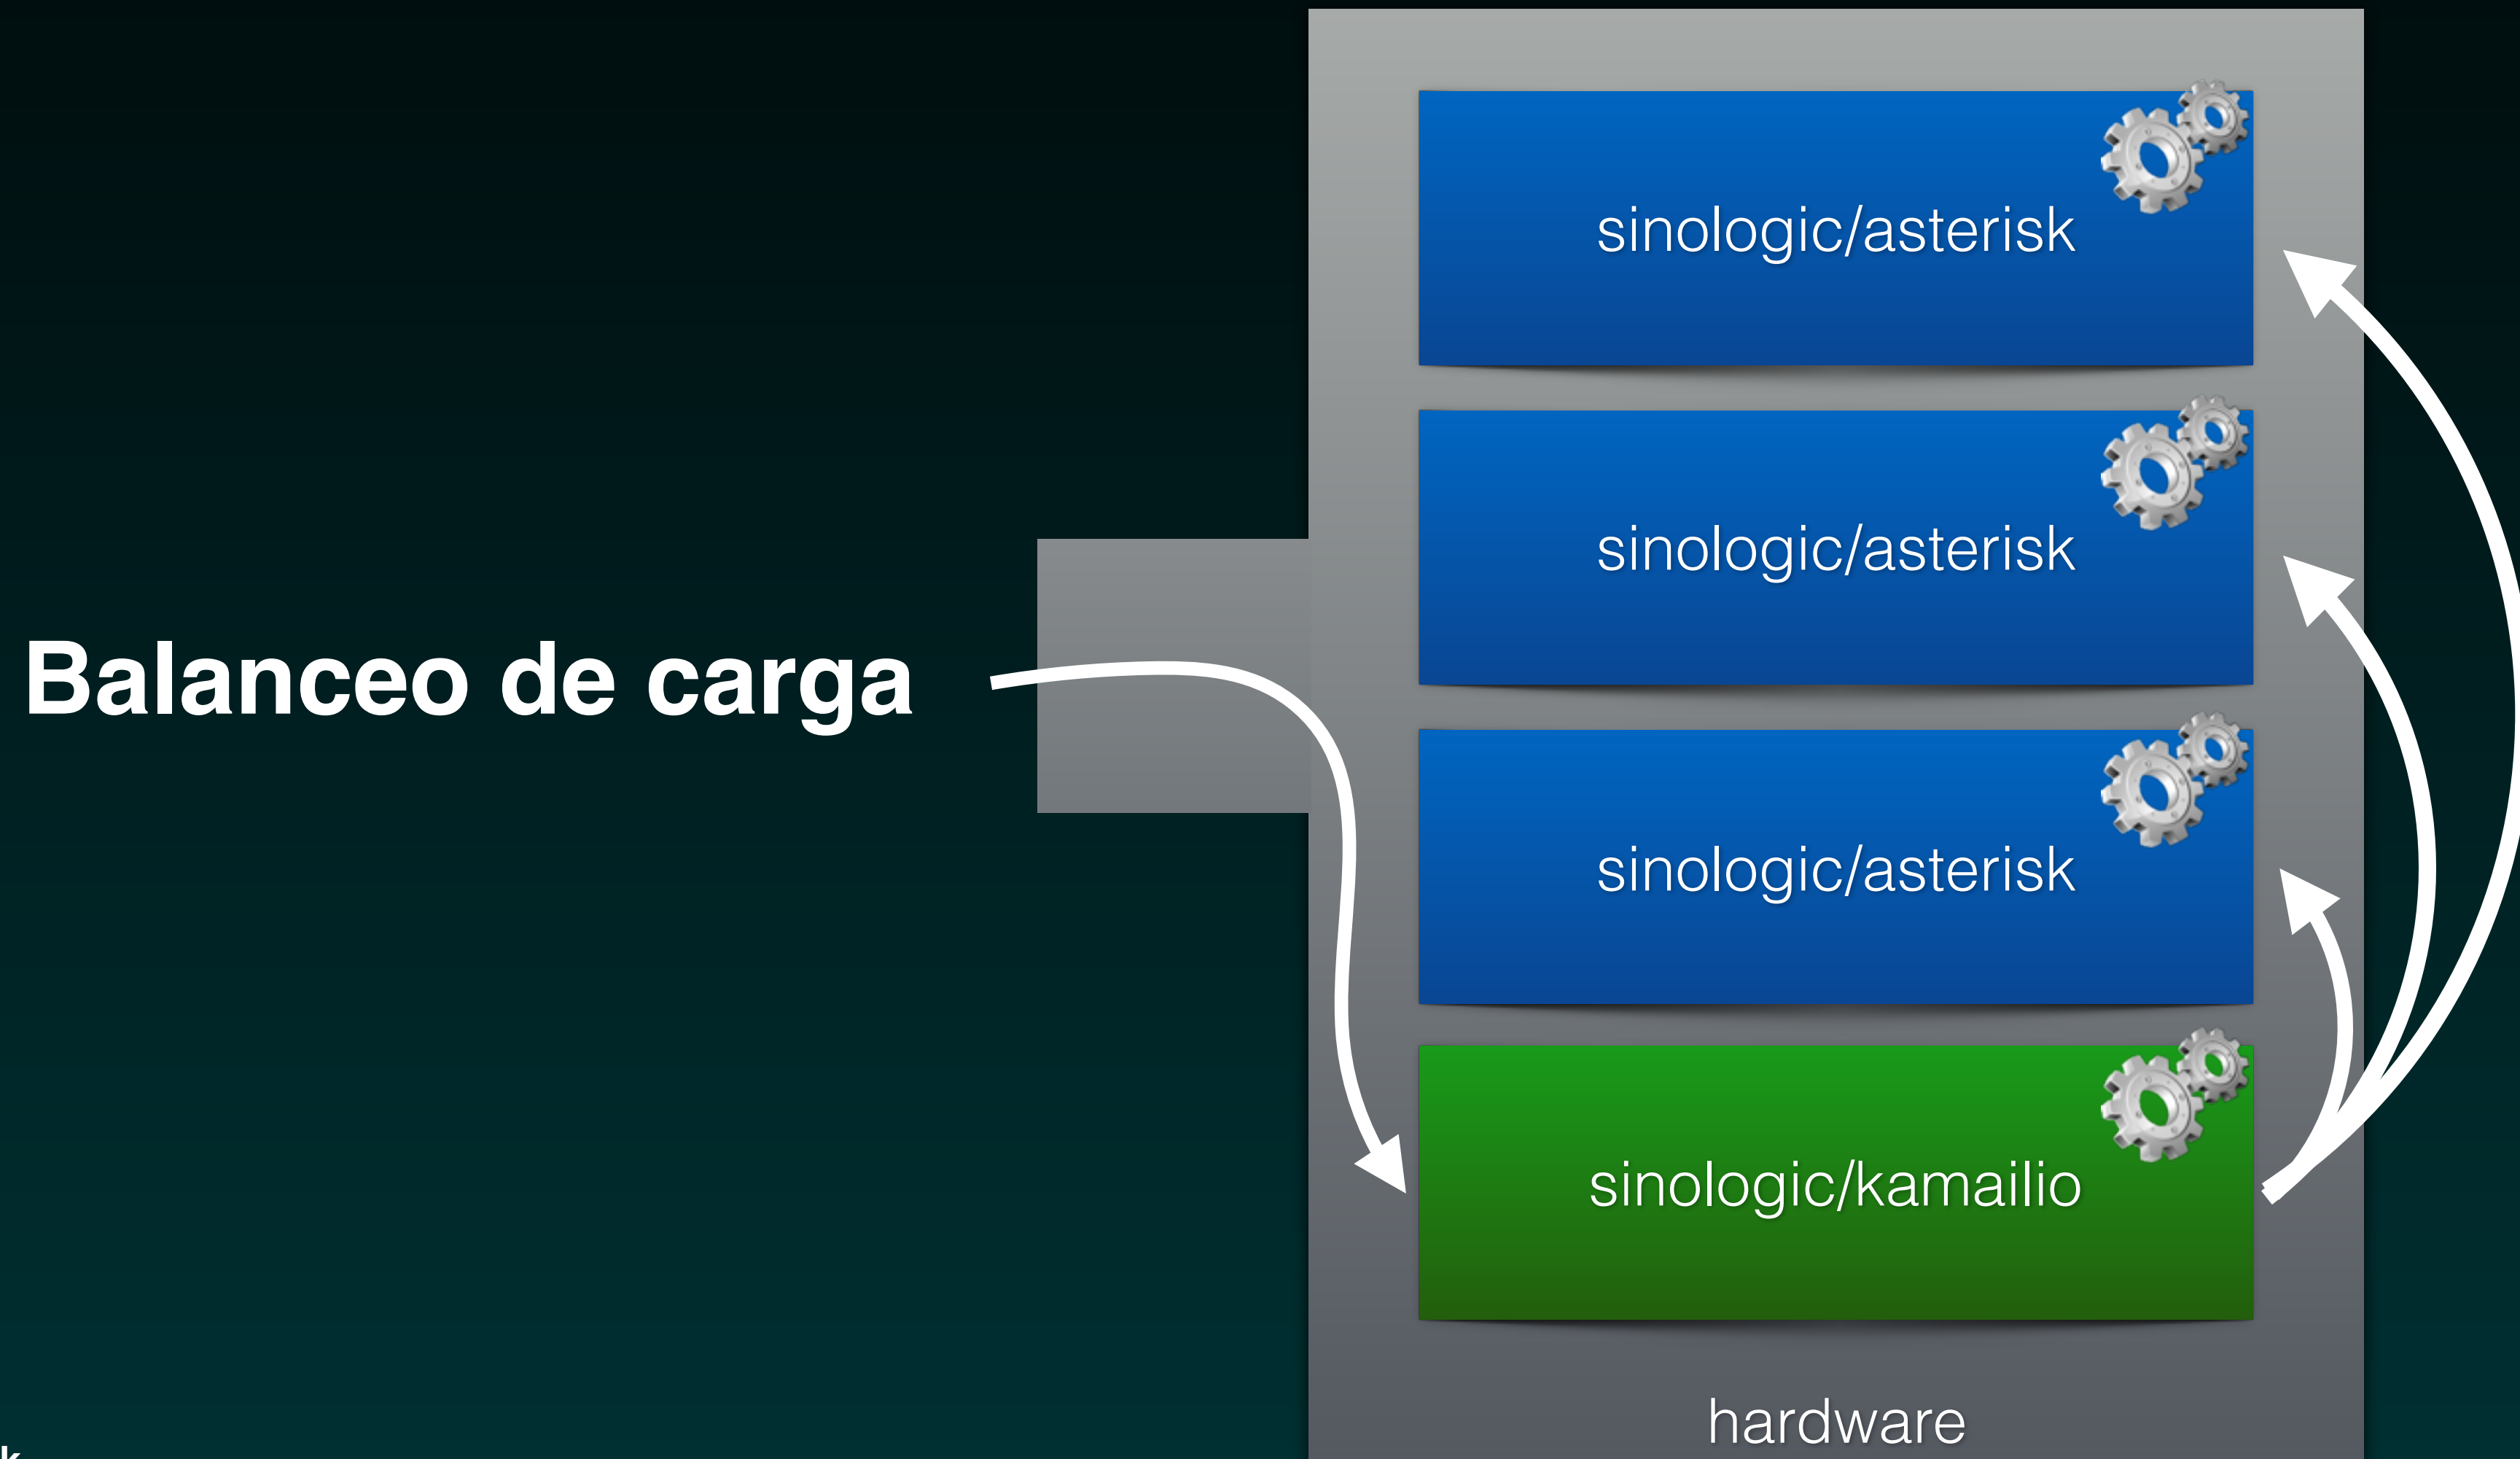 sinologic/asterisk
sinologic/asterisk
Balanceo de carga
sinologic/asterisk
sinologic/kamailio
hardware
k